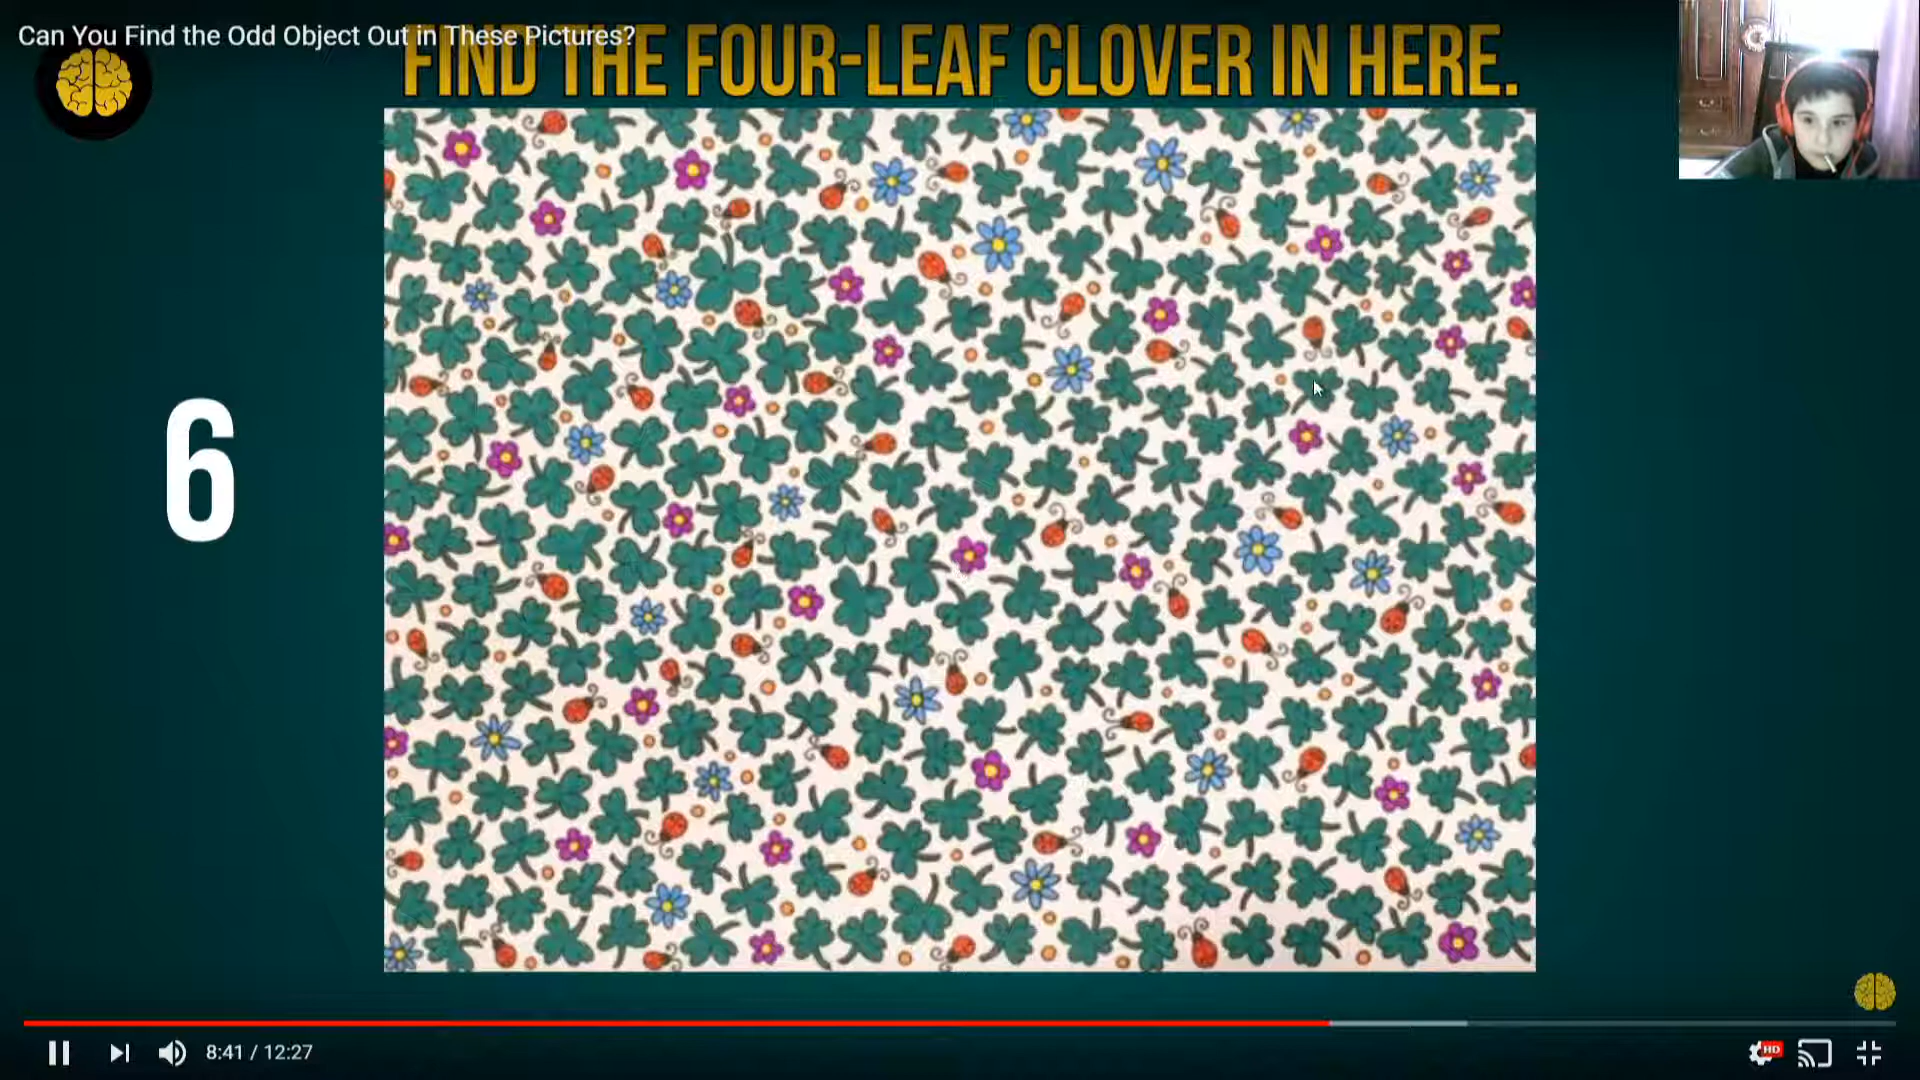 Can You Find the Odd Object Out in These Pictures?
FIND THE FOUR-LEAF CLOVER IN HERE.
6
8:41 / 12:27
HD